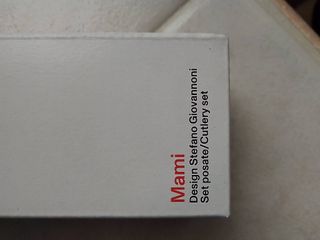 Mami
Design Stefano Giovannoni
Set posate/Cutlery set